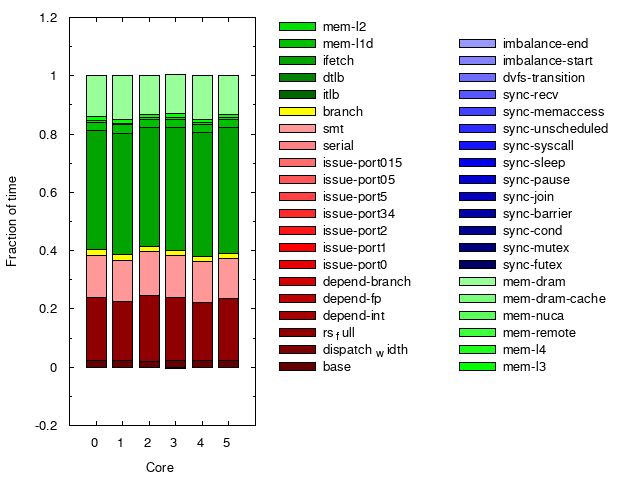 1.2
1
0.8
0.6
0.4
0.2
0
-0.2
Fraction of time
0 1 2 3 4 5
Core
mem-l2
mem-l1d
ifetch
dtlb
itlb
branch
smt
serial
issue-port015
issue-port05
issue-port5
issue-port34
issue-port2
issue-port1
issue-port0
depend-branch
depend-fp
depend-int
rsfull
dispatchwidth
base
imbalance-end
imbalance-start
dvfs-transition
sync-recv
sync-memaccess
sync-unscheduled
sync-syscall
sync-sleep
sync-pause
sync-join
sync-barrier
sync-cond
sync-mutex
sync-futex
mem-dram
mem-dram-cache
mem-nuca
mem-remote
mem-l4
mem-l3